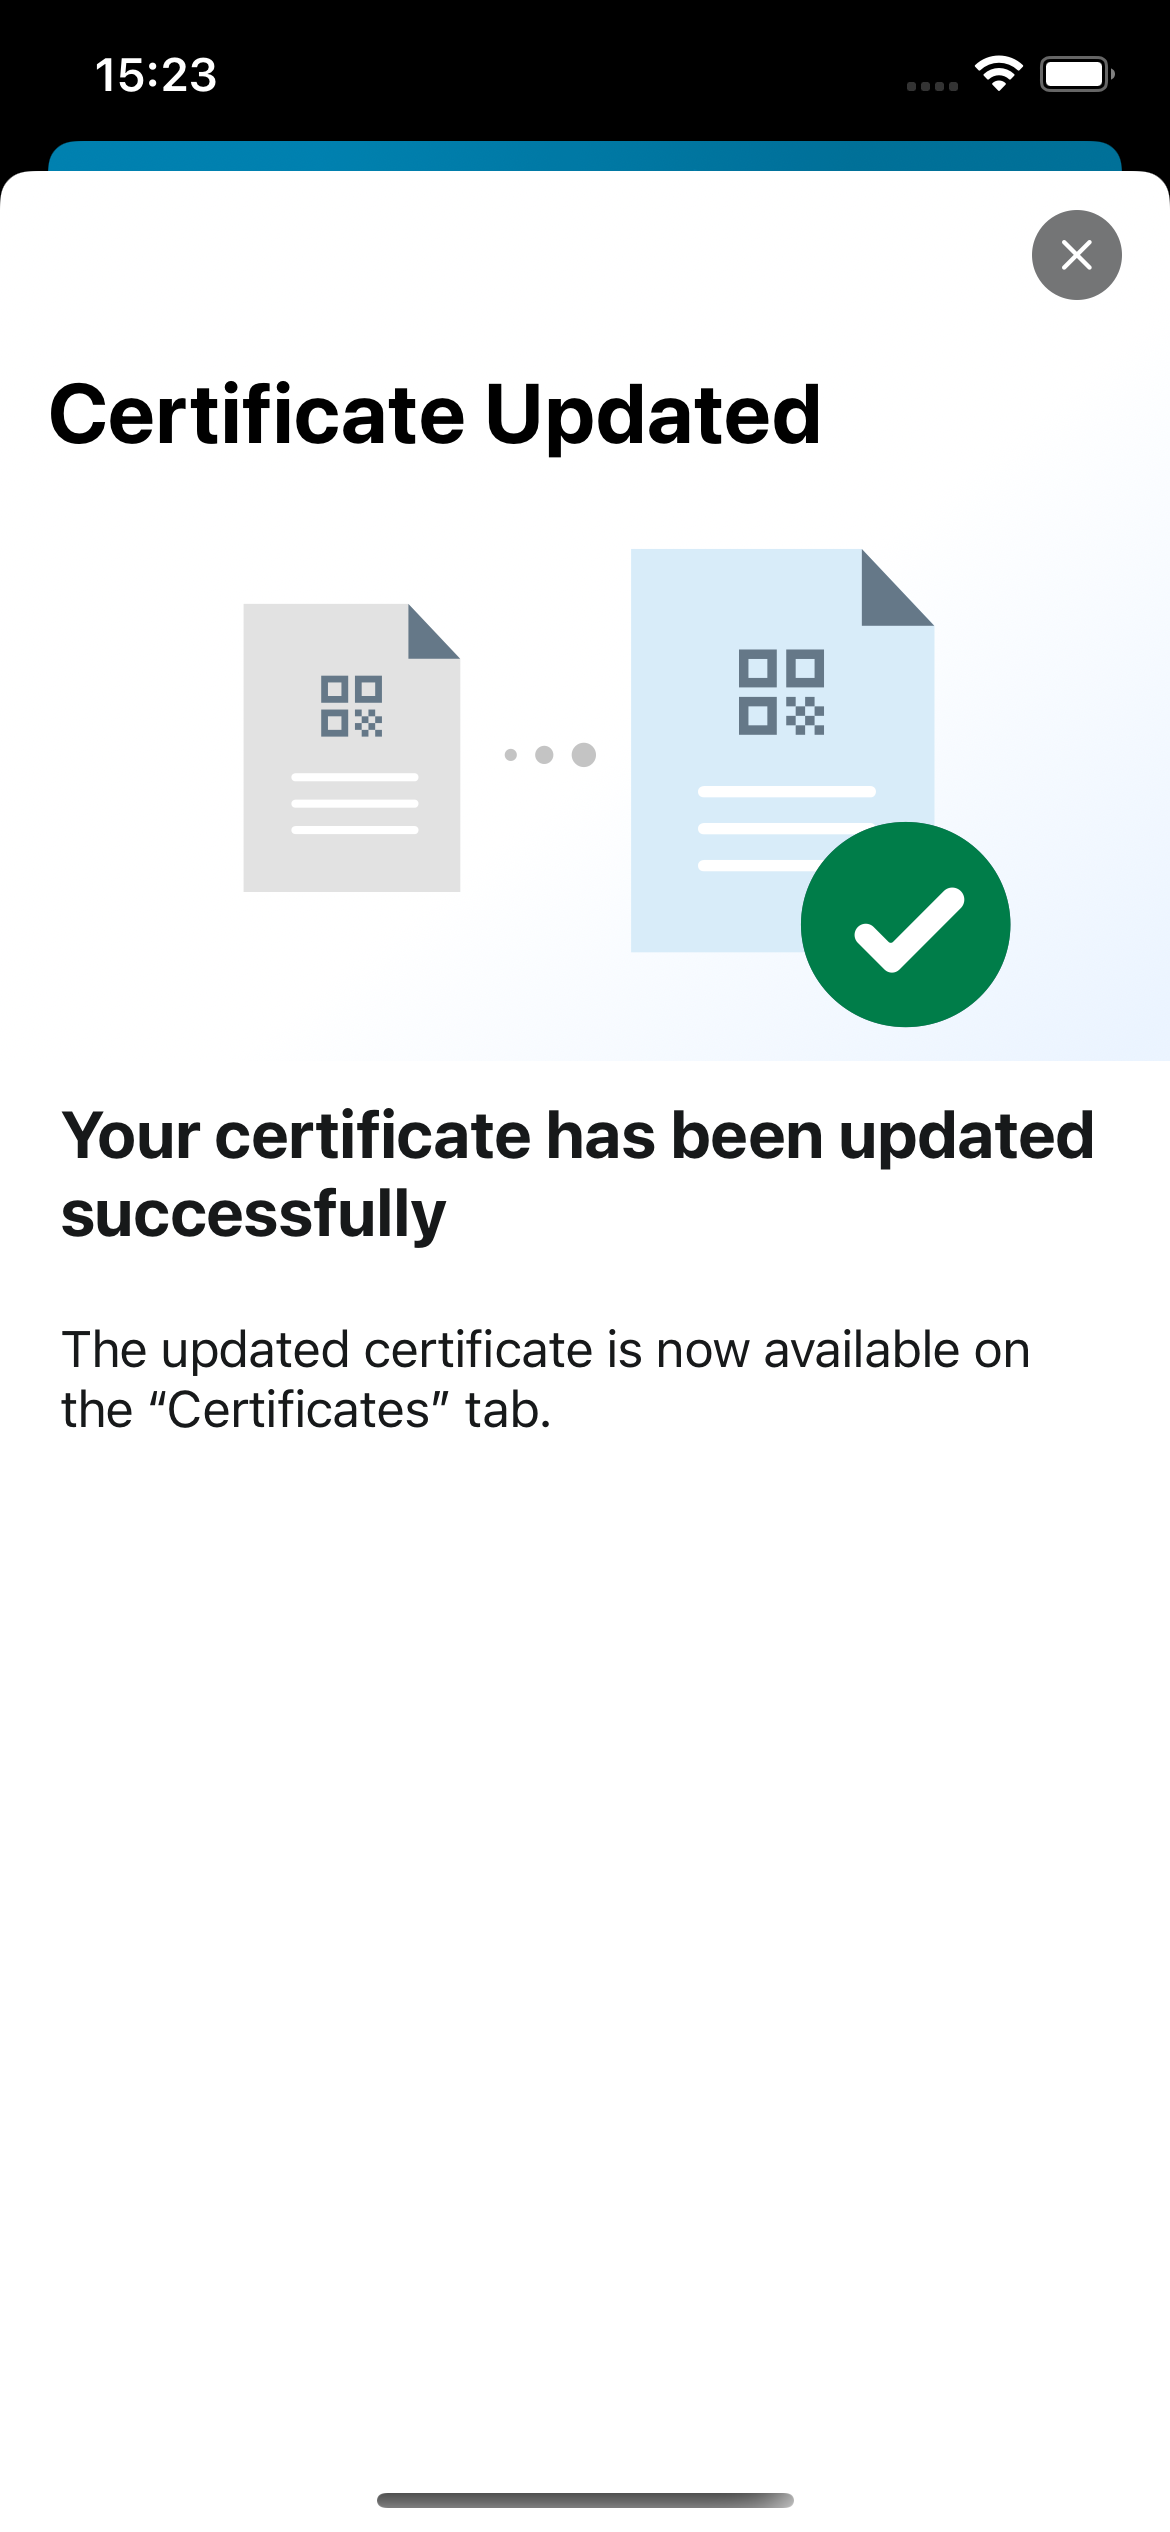 15:23
Certificate Updated
Your certificate has been updated
successfully
The updated certificate is now available on
the “Certificates” tab.